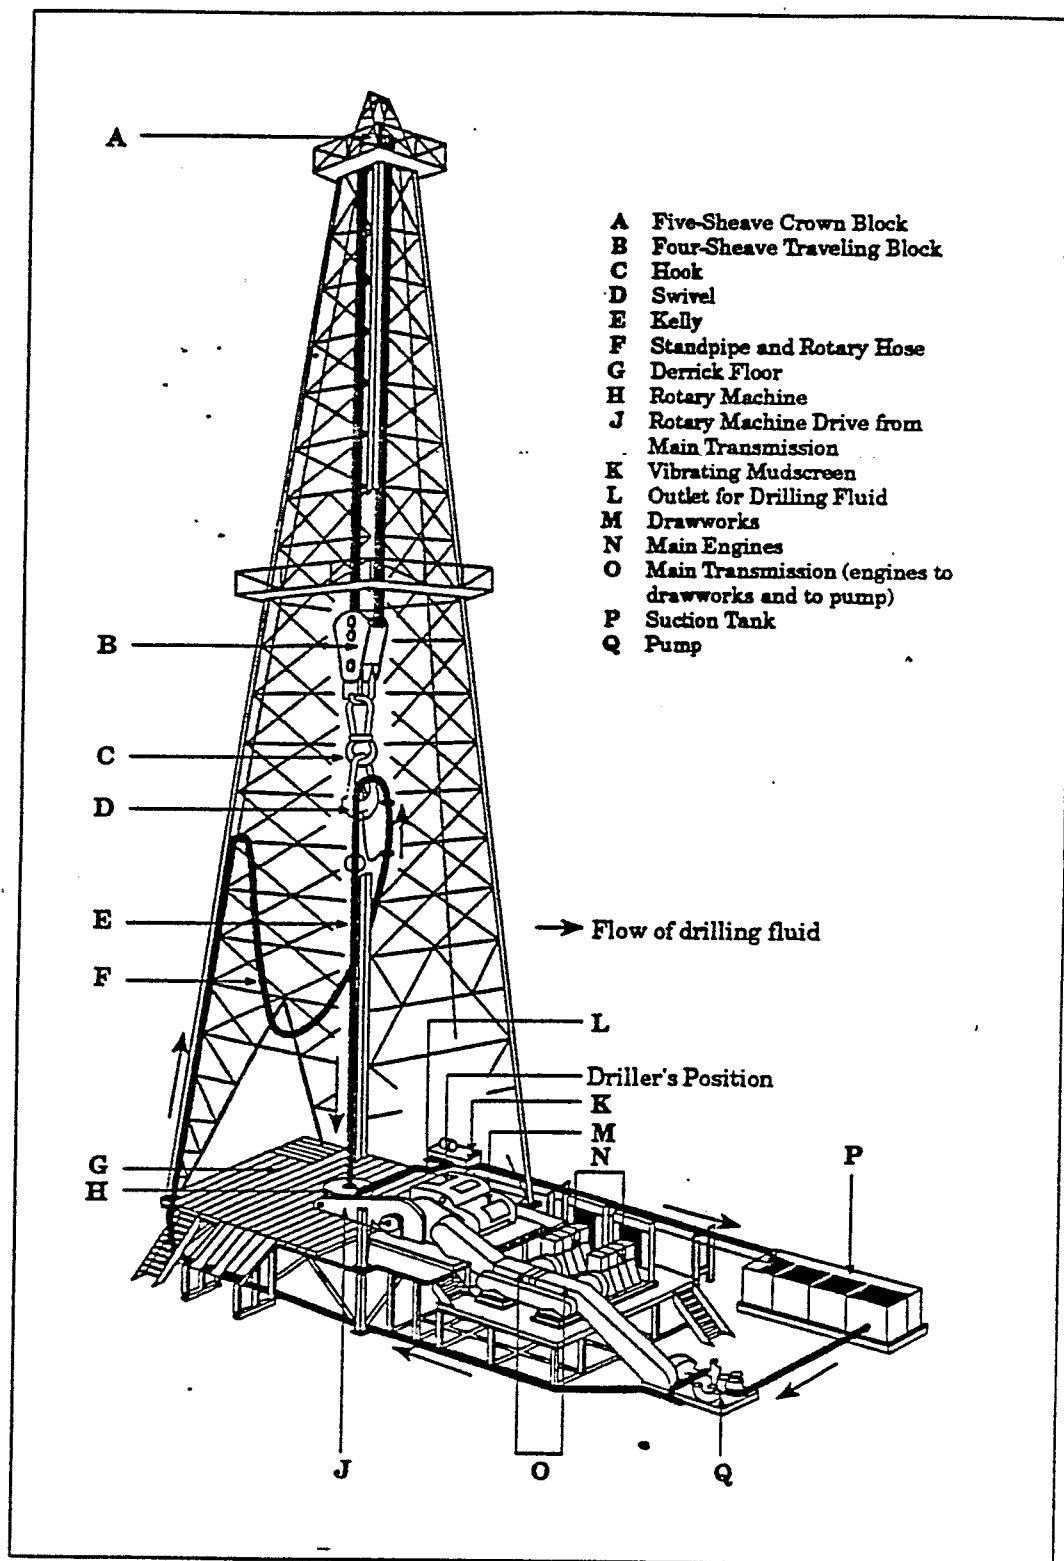 A
A Five-Sheave Crown Block
B Four-Sheave Traveling Block
C Hook
D Swivel
E Kelly
F Standpipe and Rotary Hose
G Derrick Floor
H Rotary Machine
J Rotary Machine Drive from
Main Transmission
K Vibrating Mudscreen
L Outlet for Drilling Fluid
M Drawworks
N Main Engines
O Main Transmission (engines to
drawworks and to pump)
P Suction Tank
Q Pump
B
C
D
E
Flow of drilling fluid
F
L
Driller's Position
K
M
N
P
G
H
J
O
Q